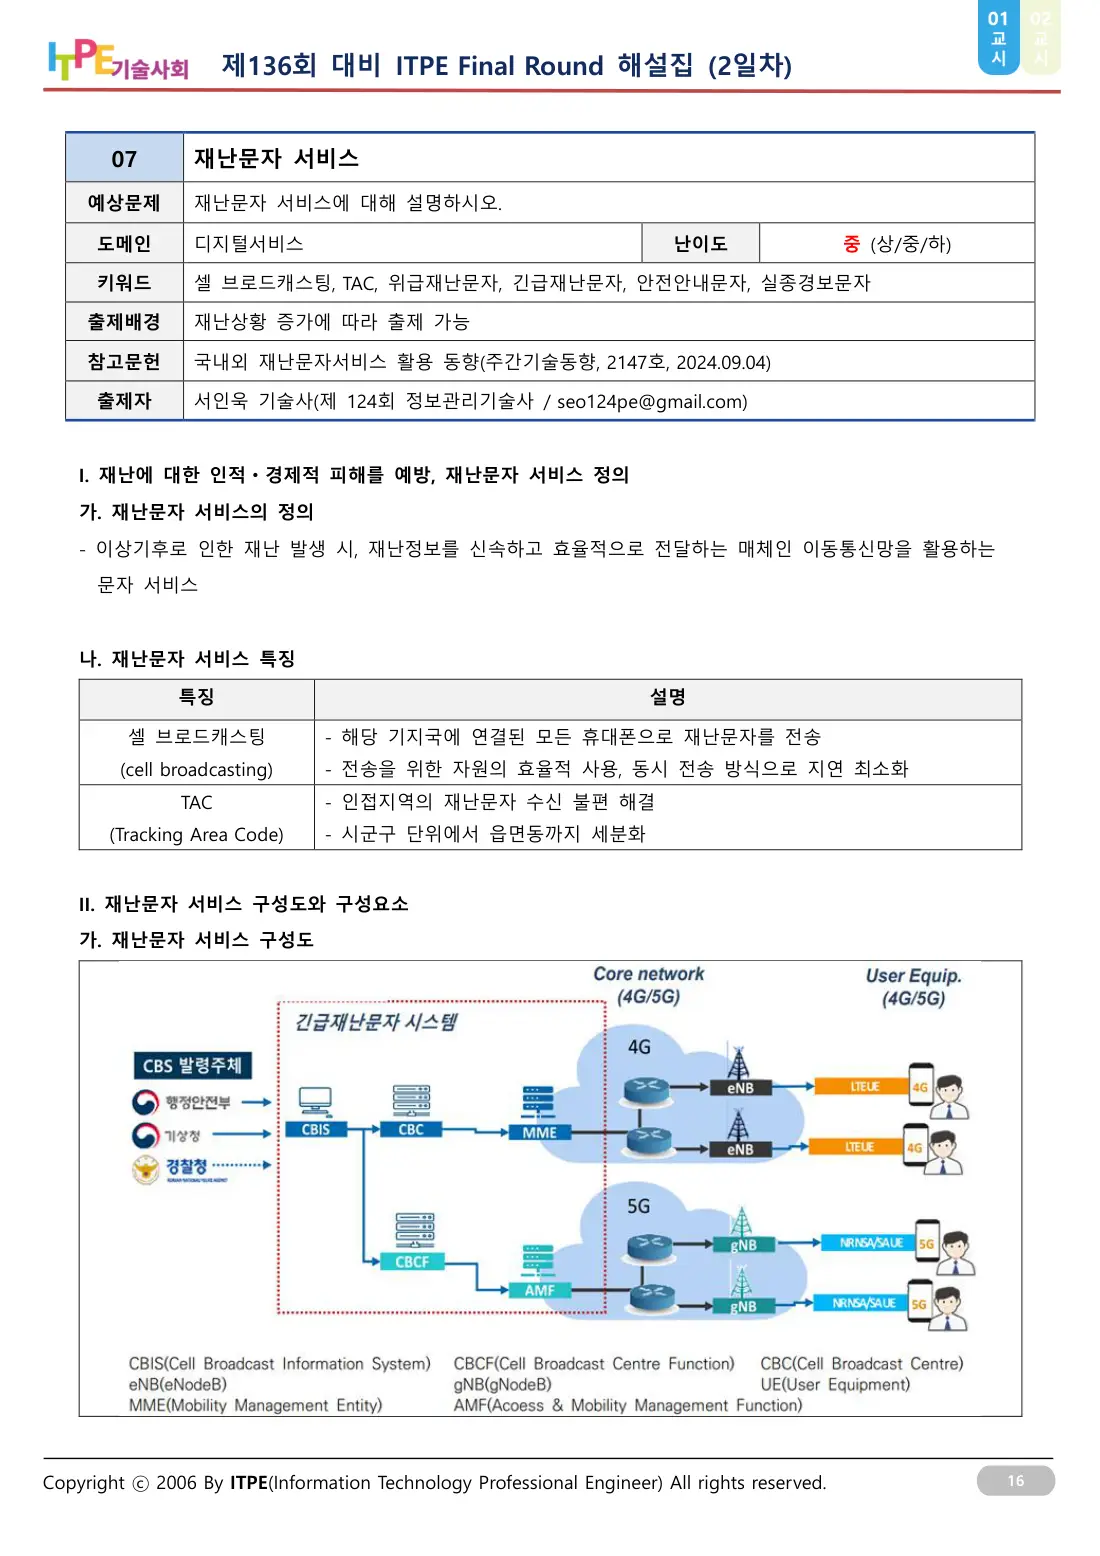 ITPE기술사회 제136회 대비 ITPE Final Round 해설집 (2일차)
01
교
시
02
교
시
07 재난문자 서비스
예상문제 재난문자 서비스에 대해 설명하시오.
도메인 디지털서비스 난이도 중 (상/중/하)
키워드 셀 브로드캐스팅, TAC, 위급재난문자, 긴급재난문자, 안전안내문자, 실종경보문자
출제배경 재난상황 증가에 따라 출제 가능
참고문헌 국내외 재난문자서비스 활용 동향(주간기술동향, 2147호, 2024.09.04)
출제자 서인욱 기술사(제 124회 정보관리기술사 / seo124pe@gmail.com)
I. 재난에 대한 인적·경제적 피해를 예방, 재난문자 서비스 정의
가. 재난문자 서비스의 정의
- 이상기후로 인한 재난 발생 시, 재난정보를 신속하고 효율적으로 전달하는 매체인 이동통신망을 활용하는
문자 서비스
나. 재난문자 서비스 특징
특징 설명
셀 브로드캐스팅
(cell broadcasting)
- 해당 기지국에 연결된 모든 휴대폰으로 재난문자를 전송
- 전송을 위한 자원의 효율적 사용, 동시 전송 방식으로 지연 최소화
TAC
(Tracking Area Code)
- 인접지역의 재난문자 수신 불편 해결
- 시군구 단위에서 읍면동까지 세분화
II. 재난문자 서비스 구성도와 구성요소
가. 재난문자 서비스 구성도
Core network
(4G/5G)
User Equip.
(4G/5G)
긴급재난문자 시스템
CBS 발령주체
행정안전부
기상청
경찰청
KOREAN NATIONAL POLICE AGENCY
CBIS
CBC
MME
4G
eNB
LTEUE
4G
eNB
LTEUE
4G
CBCF
AMF
5G
gNB
NRNSA/SAUE
5G
gNB
NRNSA/SAUE
5G
CBIS(Cell Broadcast Information System) CBCF(Cell Broadcast Centre Function) CBC(Cell Broadcast Centre)
eNB(eNodeB) gNB(gNodeB) UE(User Equipment)
MME(Mobility Management Entity) AMF(Acoess & Mobility Management Function)
Copyright ⓒ 2006 By ITPE(Information Technology Professional Engineer) All rights reserved.
16